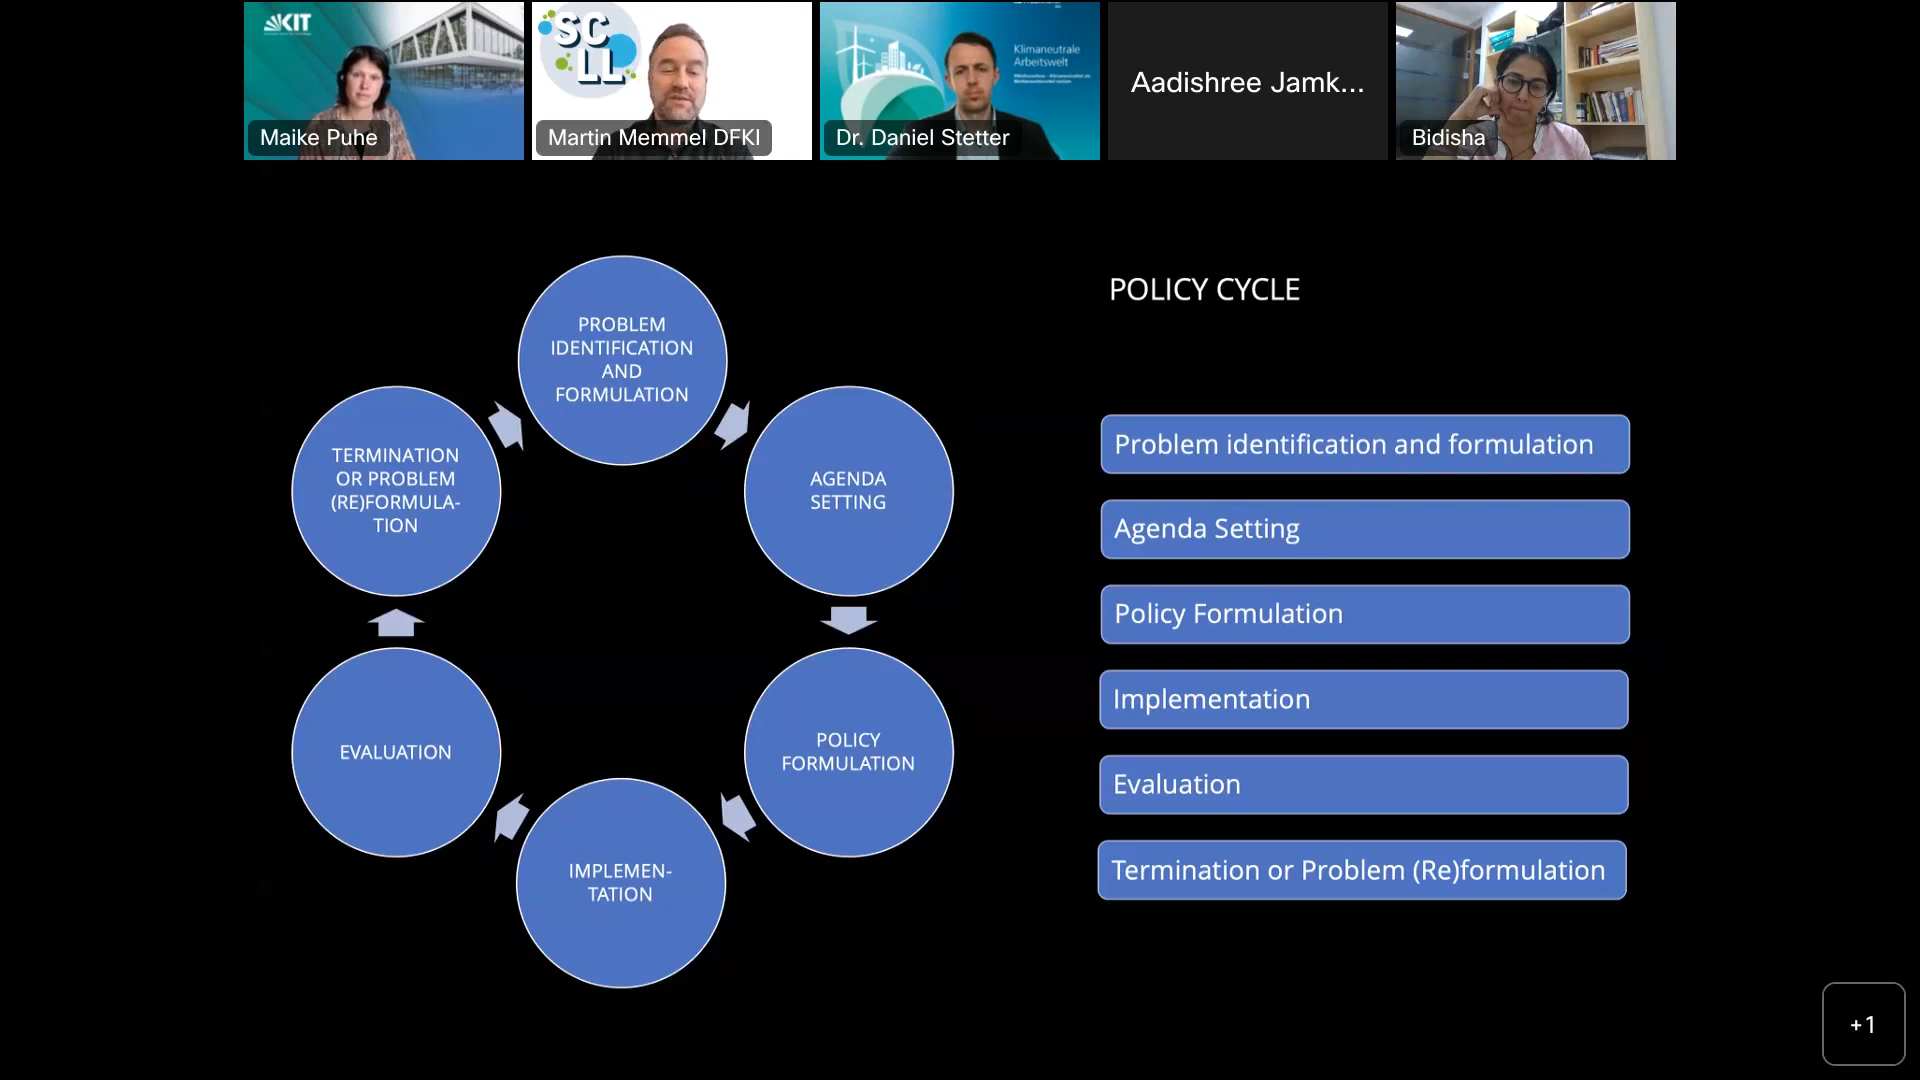 KIT
SC
LL
Klimaneutrale
Arbeitswelt
Aadishree Jamk...
Maike Puhe
Martin Memmel DFKI
Dr. Daniel Stetter
Bidisha
POLICY CYCLE
PROBLEM
IDENTIFICATION
AND
FORMULATION
AGENDA
SETTING
POLICY
FORMULATION
IMPLEMEN-
TATION
EVALUATION
TERMINATION
OR PROBLEM
(RE)FORMULA-
TION
Problem identification and formulation
Agenda Setting
Policy Formulation
Implementation
Evaluation
Termination or Problem (Re)formulation
+1